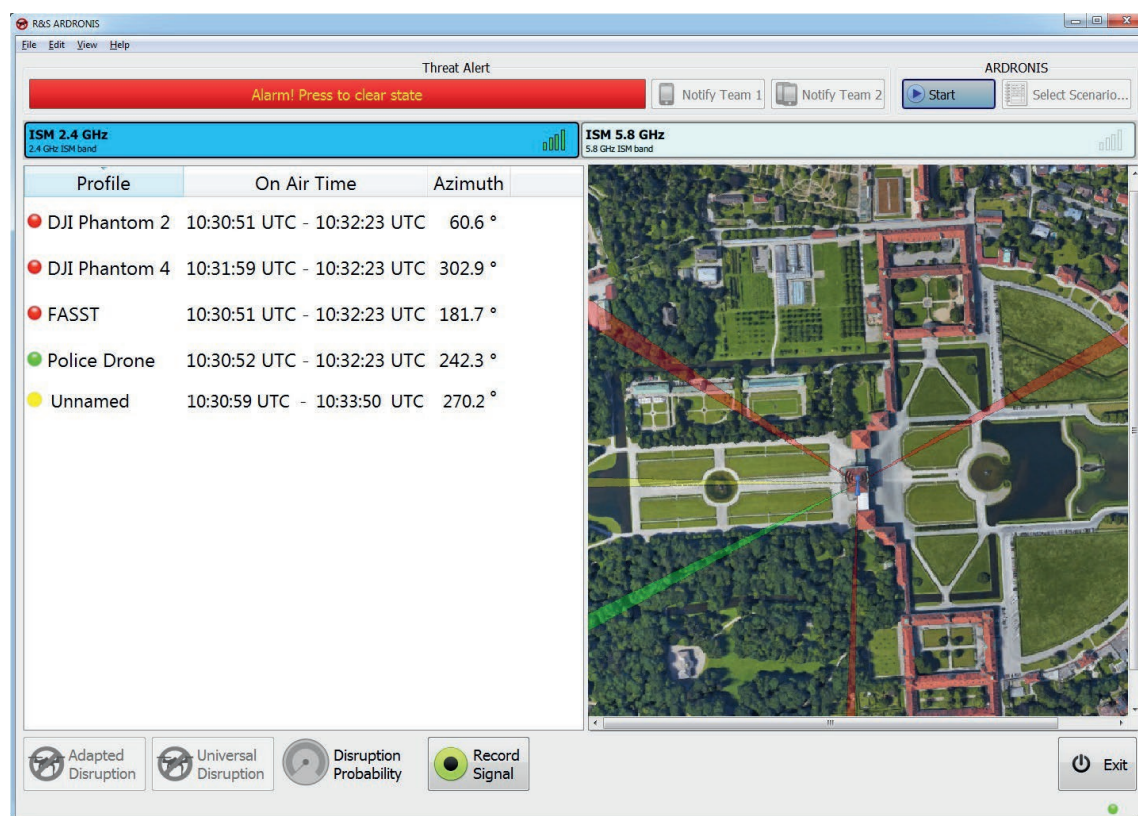 R&S ARDRONIS
File Edit View Help
Threat Alert
ARDRONIS
Alarm! Press to clear state
Notify Team 1
Notify Team 2
Start
Select Scenario...
ISM 2.4 GHz
2.4 GHz ISM band
ISM 5.8 GHz
5.8 GHz ISM band
Profile On Air Time Azimuth
DJI Phantom 2 10:30:51 UTC - 10:32:23 UTC 60.6 °
DJI Phantom 4 10:31:59 UTC - 10:32:23 UTC 302.9 °
FASST 10:30:51 UTC - 10:32:23 UTC 181.7 °
Police Drone 10:30:52 UTC - 10:32:23 UTC 242.3 °
Unnamed 10:30:59 UTC - 10:33:50 UTC 270.2 °
Adapted
Disruption
Universal
Disruption
Disruption
Probability
Record
Signal
Exit